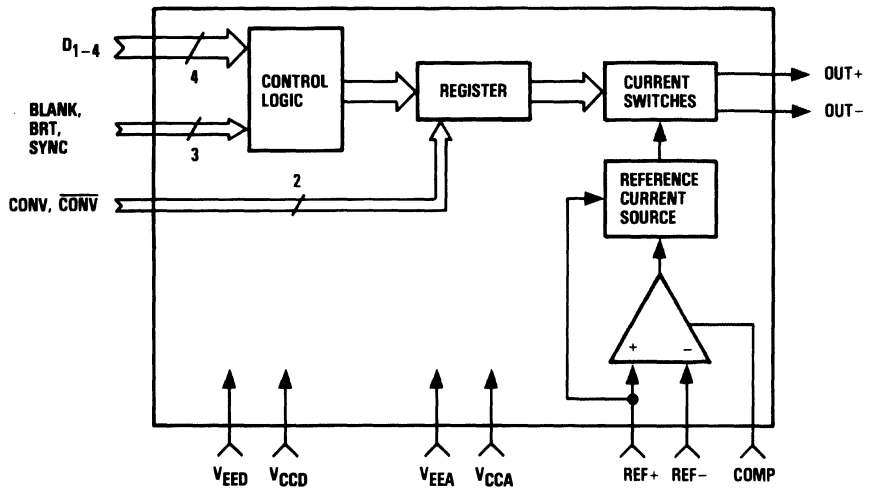 D1–4
4
BLANK,
BRT,
SYNC
3
CONV, CONV
2
CONTROL
LOGIC
REGISTER
CURRENT
SWITCHES
OUT+
OUT−
REFERENCE
CURRENT
SOURCE
+ −
VEED VCCD VEEA VCCA REF+ REF− COMP